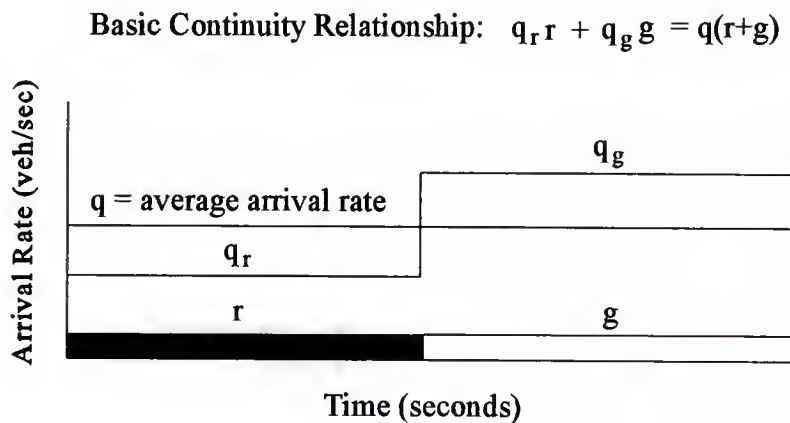 Basic Continuity Relationship: q_r r + q_g g = q(r+g)
Arrival Rate (veh/sec)
q_g
q = average arrival rate
q_r
r
g
Time (seconds)